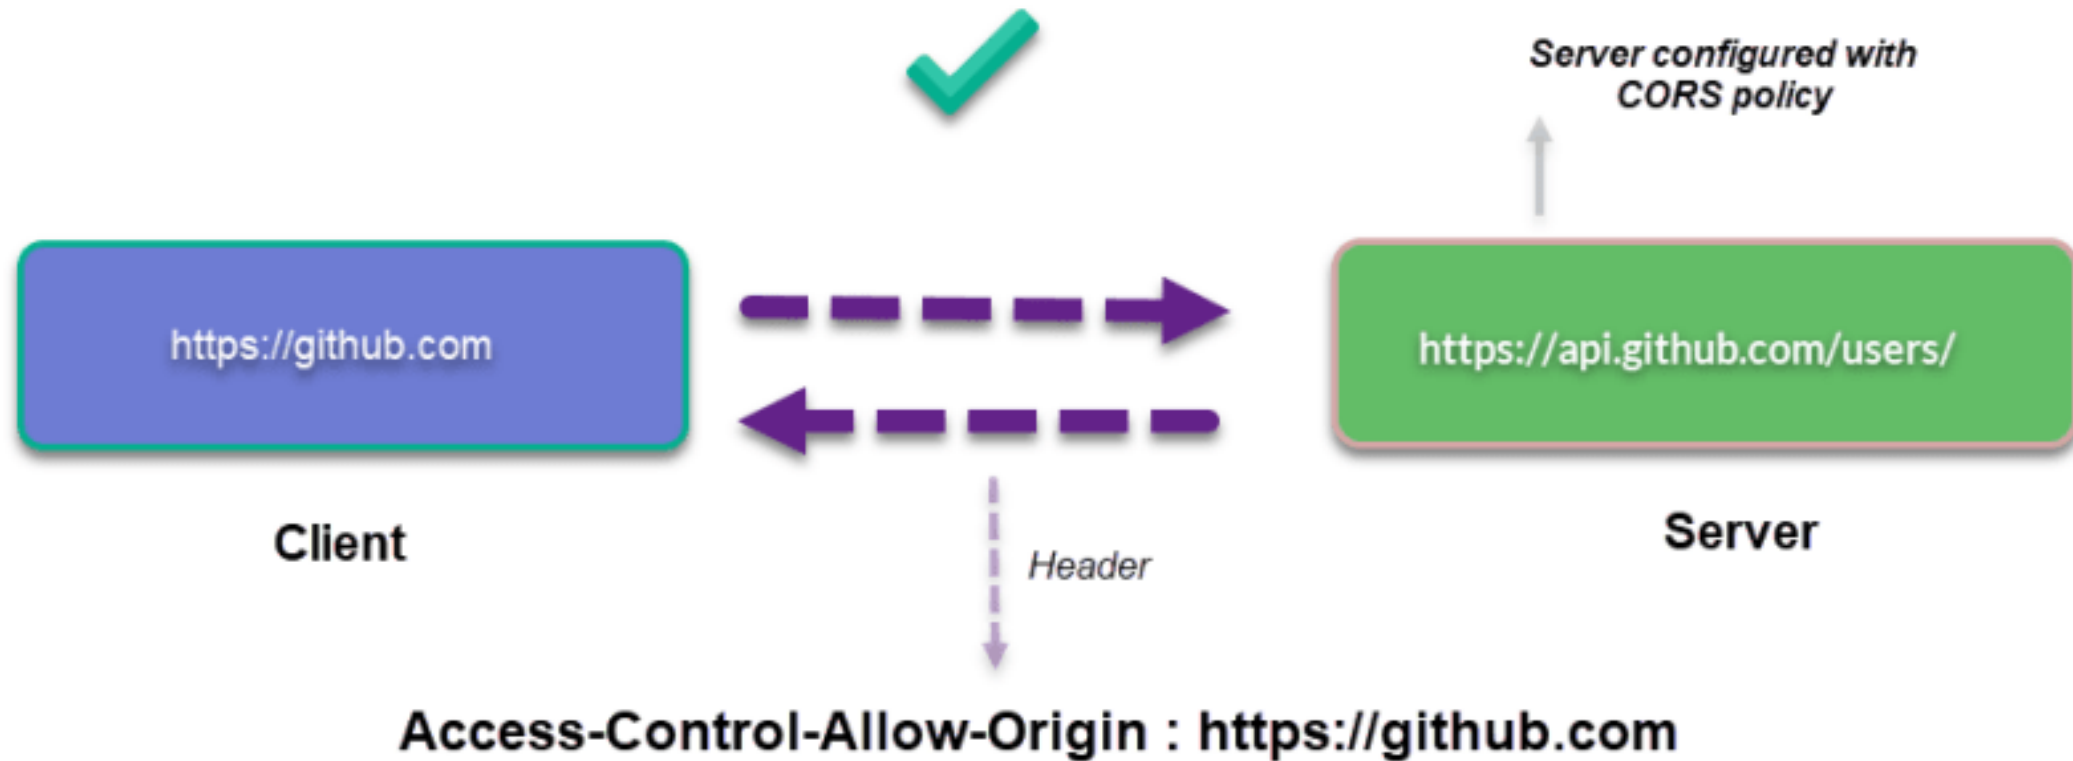 Server configured with
CORS policy
https://github.com
https://api.github.com/users/
Client
Server
Header
Access-Control-Allow-Origin : https://github.com